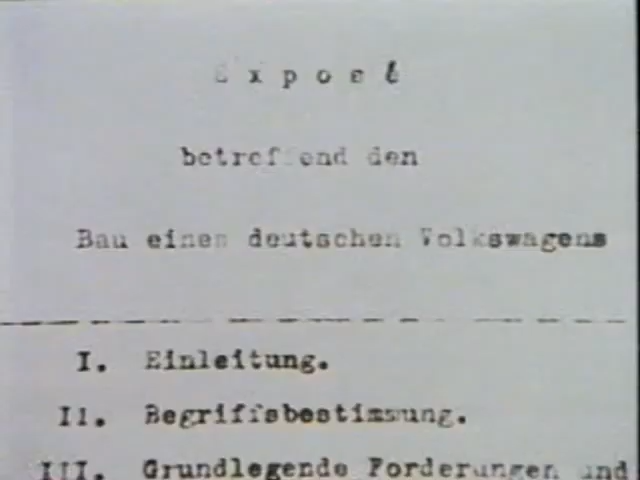 Exposé
betreffend den
Bau eines deutschen Volkswagens
I. Einleitung.
II. Begriffsbestimmung.
III. Grundlegende Forderungen und